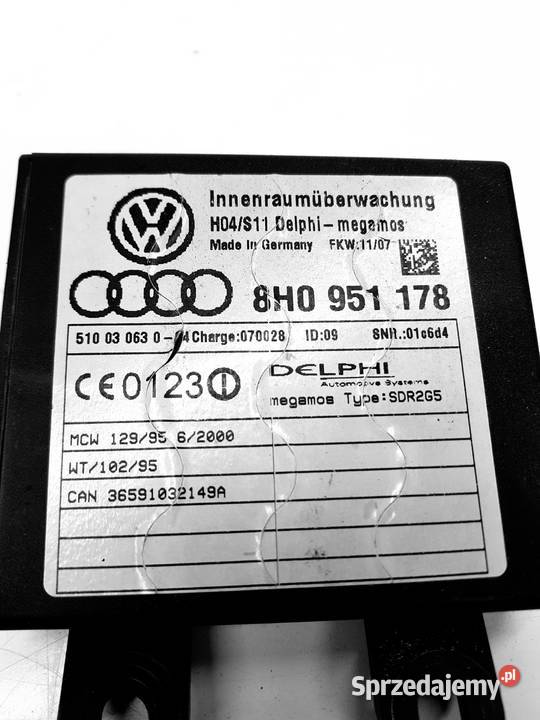 Innenraumüberwachung
H04/S11 Delphi-megamos
Made in Germany FKW:11/07
8H0 951 178
510 03 063 0 - 4 Charge:070028 ID:09 SNR.:01c6d4
CE0123
DELPHI
Automotive Systems
megamos Type:SDR2G5
MCW 129/95 6/2000
WT/102/95
CAN 36591032149A
Sprzedajemy.pl